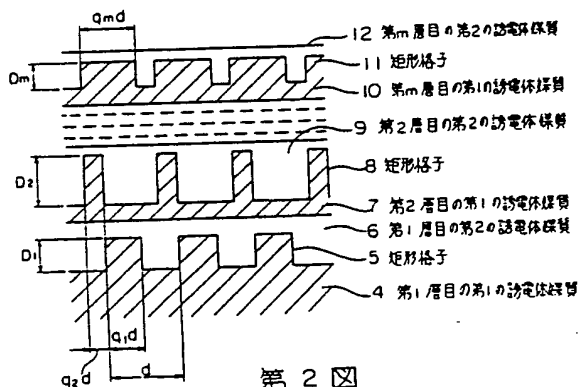 qmd
12 第m層目の第2の誘電体媒質
11 矩形格子
Dm
10 第m層目の第1の誘電体媒質
9 第2層目の第2の誘電体媒質
8 矩形格子
D2
7 第2層目の第1の誘電体媒質
6 第1層目の第2の誘電体媒質
D1
5 矩形格子
4 第1層目の第1の誘電体媒質
q1d
q2d
d
第2図